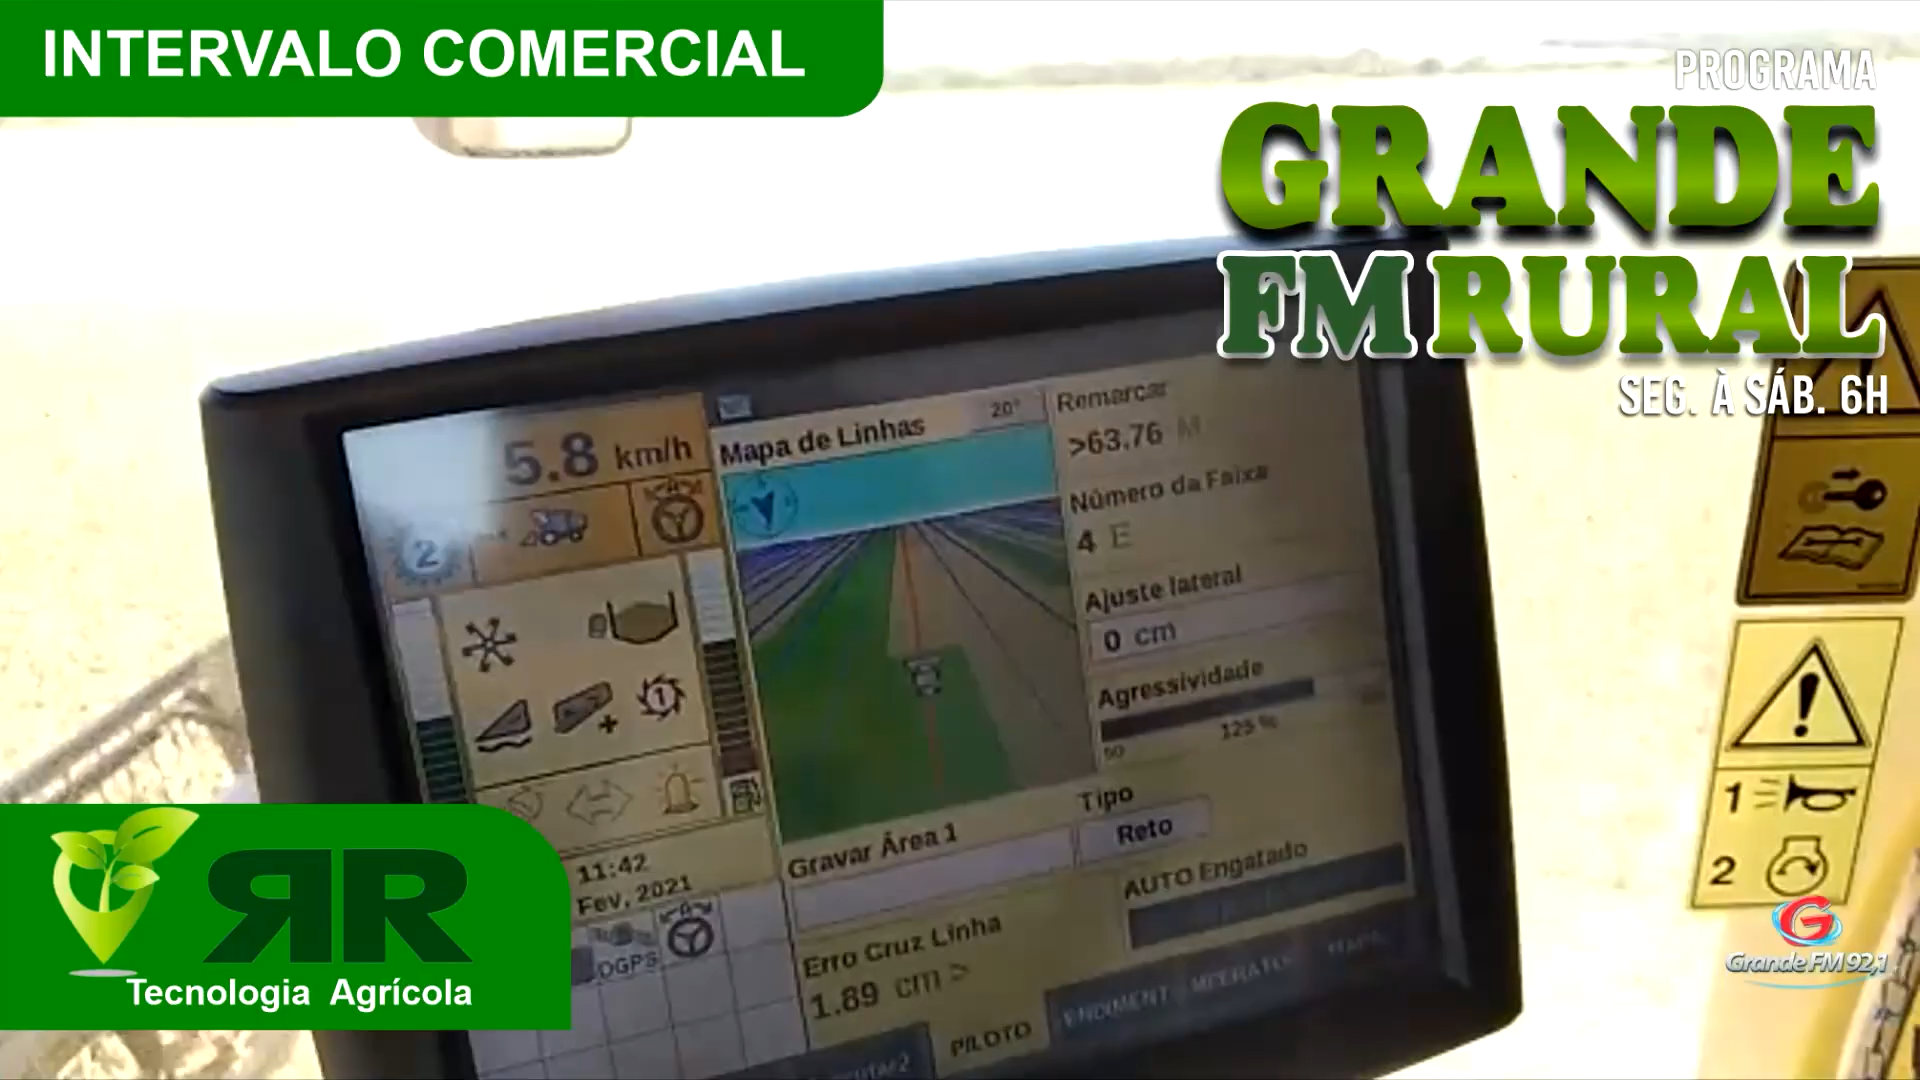 INTERVALO COMERCIAL
PROGRAMA
GRANDE
FM RURAL
SEG. À SÁB. 6H
5.8 km/h
2
Mapa de Linhas
20°
Remarcar
>63.76 M
Número da Faixa
4 E
Ajuste lateral
0 cm
Agressividade
125 %
1
Tipo
Reto
Gravar Área 1
AUTO Engatado
11:42
Fev, 2021
DGPS
Erro Cruz Linha
1.89 cm >
PILOTO
1
2
ЯR
Tecnologia Agrícola
G
Grande FM 92,1